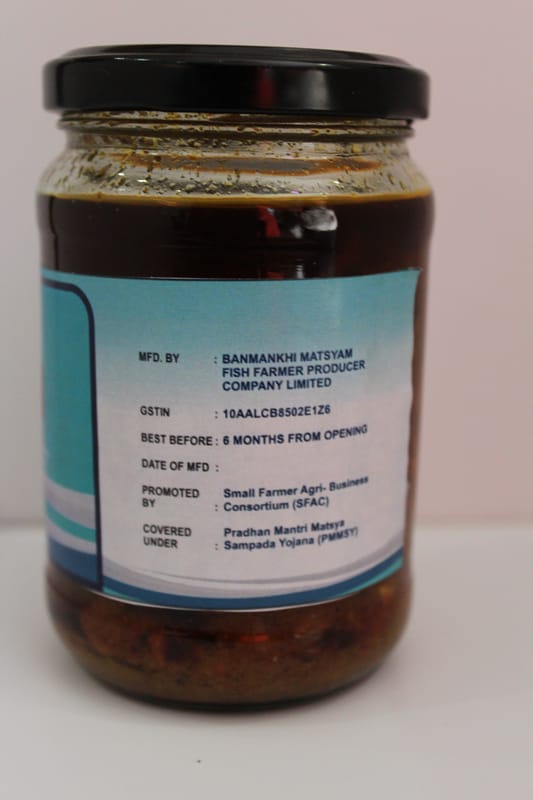 MFD. BY : BANMANKHI MATSYAM
FISH FARMER PRODUCER
COMPANY LIMITED
GSTIN : 10AALCB8502E1Z6
BEST BEFORE : 6 MONTHS FROM OPENING
DATE OF MFD :
PROMOTED Small Farmer Agri- Business
BY : Consortium (SFAC)
COVERED Pradhan Mantri Matsya
UNDER : Sampada Yojana (PMMSY)